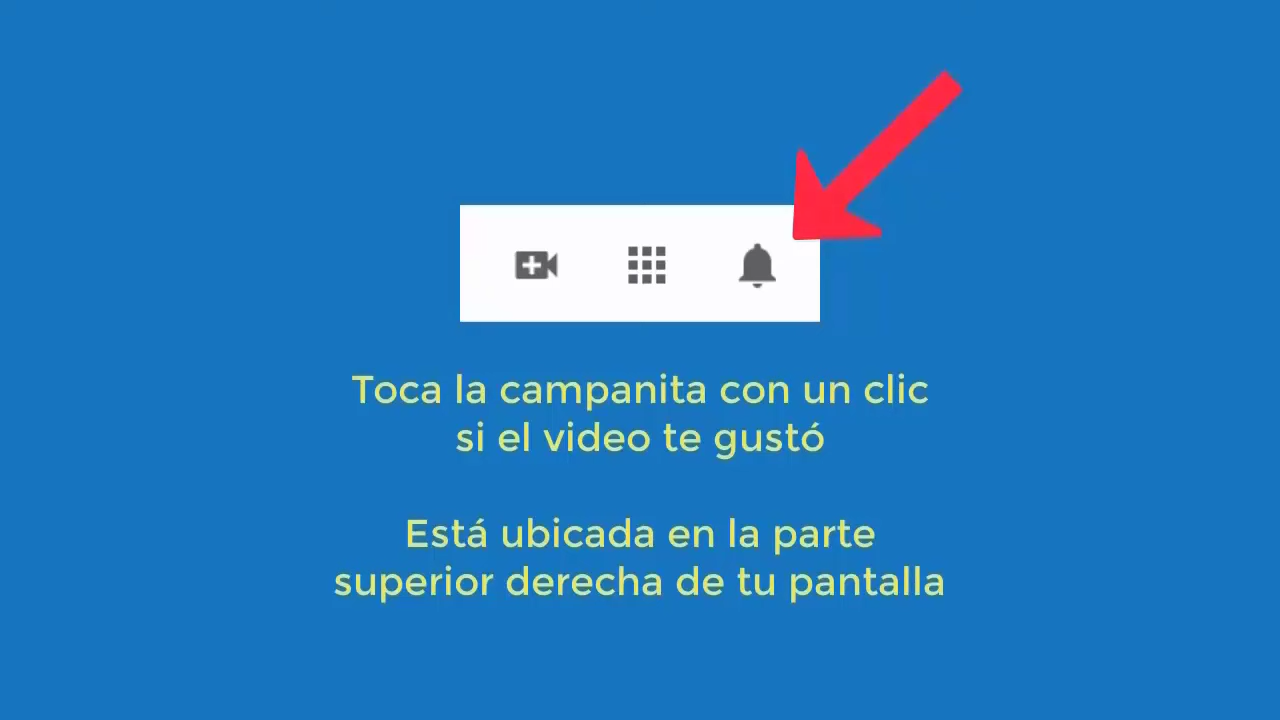 Toca la campanita con un clic
si el video te gustó
Está ubicada en la parte
superior derecha de tu pantalla